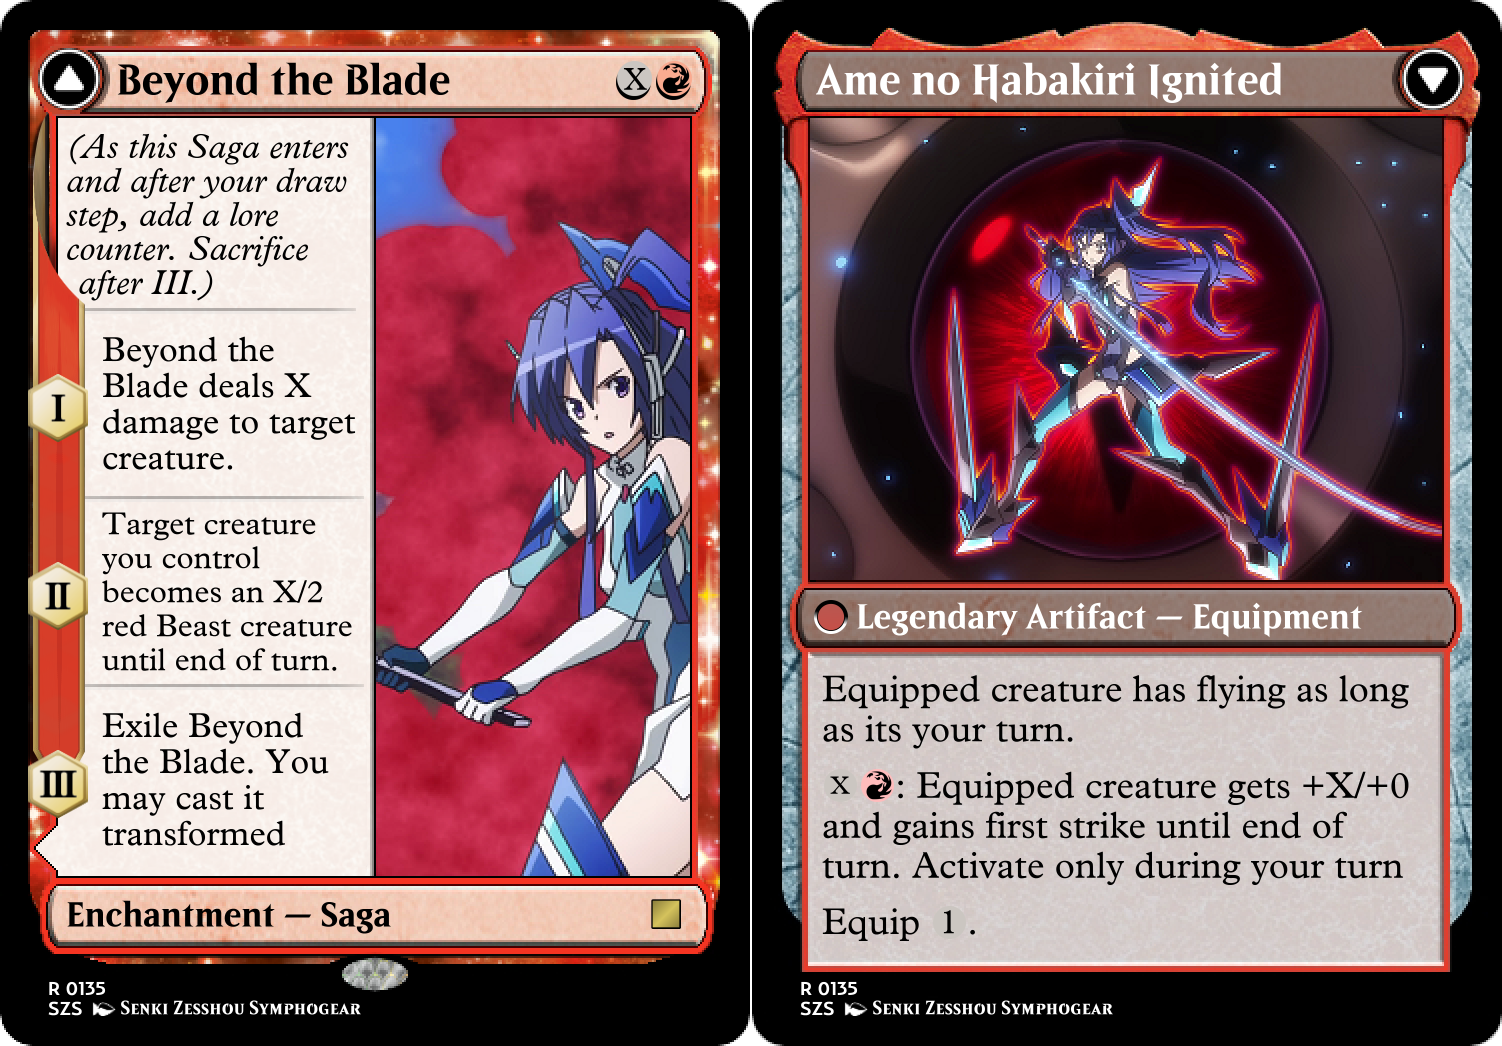 Beyond the Blade X
(As this Saga enters
and after your draw
step, add a lore
counter. Sacrifice
after III.)
I
Beyond the
Blade deals X
damage to target
creature.
II
Target creature
you control
becomes an X/2
red Beast creature
until end of turn.
III
Exile Beyond
the Blade. You
may cast it
transformed
Enchantment — Saga
R 0135
SZS Senki Zesshou Symphogear
Ame no Habakiri Ignited
Legendary Artifact — Equipment
Equipped creature has flying as long
as its your turn.
X : Equipped creature gets +X/+0
and gains first strike until end of
turn. Activate only during your turn
Equip 1 .
R 0135
SZS Senki Zesshou Symphogear